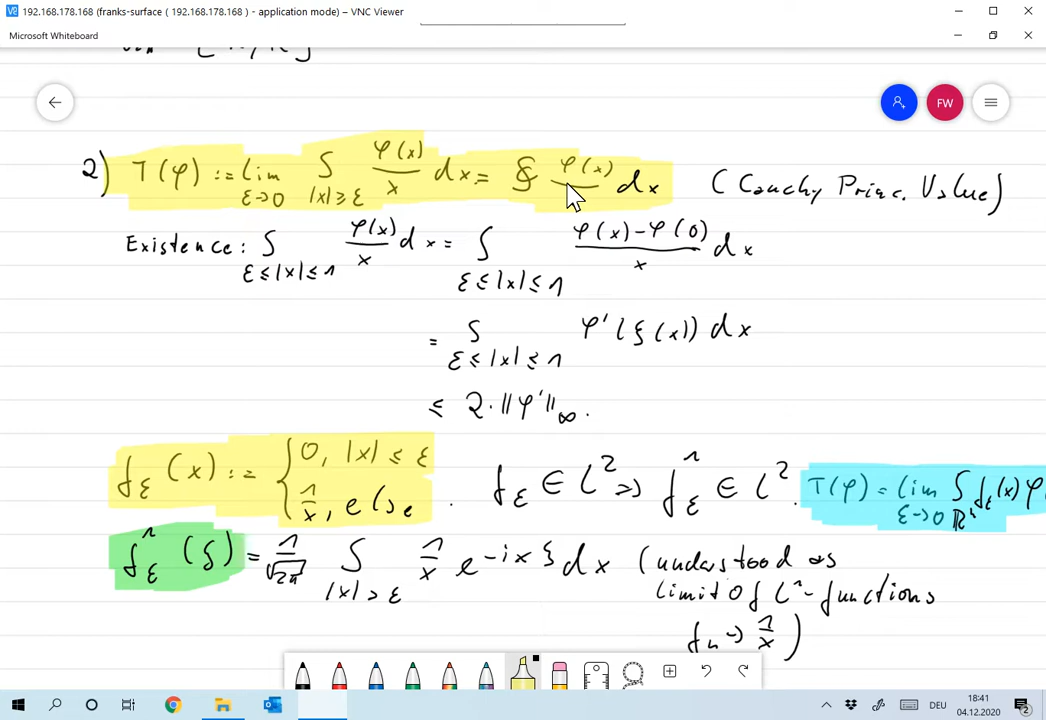 192.168.178.168 (franks-surface ( 192.168.178.168 ) - application mode) – VNC Viewer
Microsoft Whiteboard
FW
2) T(φ) := lim ε→0 ∫ |x|≥ε φ(x)/x dx = ⨍ φ(x)/x dx (Cauchy Princ. Value)
Existence: ∫ ε≤|x|≤1 φ(x)/x dx = ∫ ε≤|x|≤1 φ(x)-φ(0)/x dx
= ∫ ε≤|x|≤1 φ'(ξ(x)) dx
≤ 2·||φ'||∞.
fε(x) := { 0, |x|≤ε
1/x, else . fε ∈ L² => f̂ε ∈ L². T(φ) = lim ε→0 ∫ ℝ fε(x) φ
f̂ε(ξ) = 1/√2π ∫ |x|>ε 1/x e^-ixξ dx (understood as
limit of L¹-functions
fn → 1/x )
DEU
18:41
04.12.2020
2